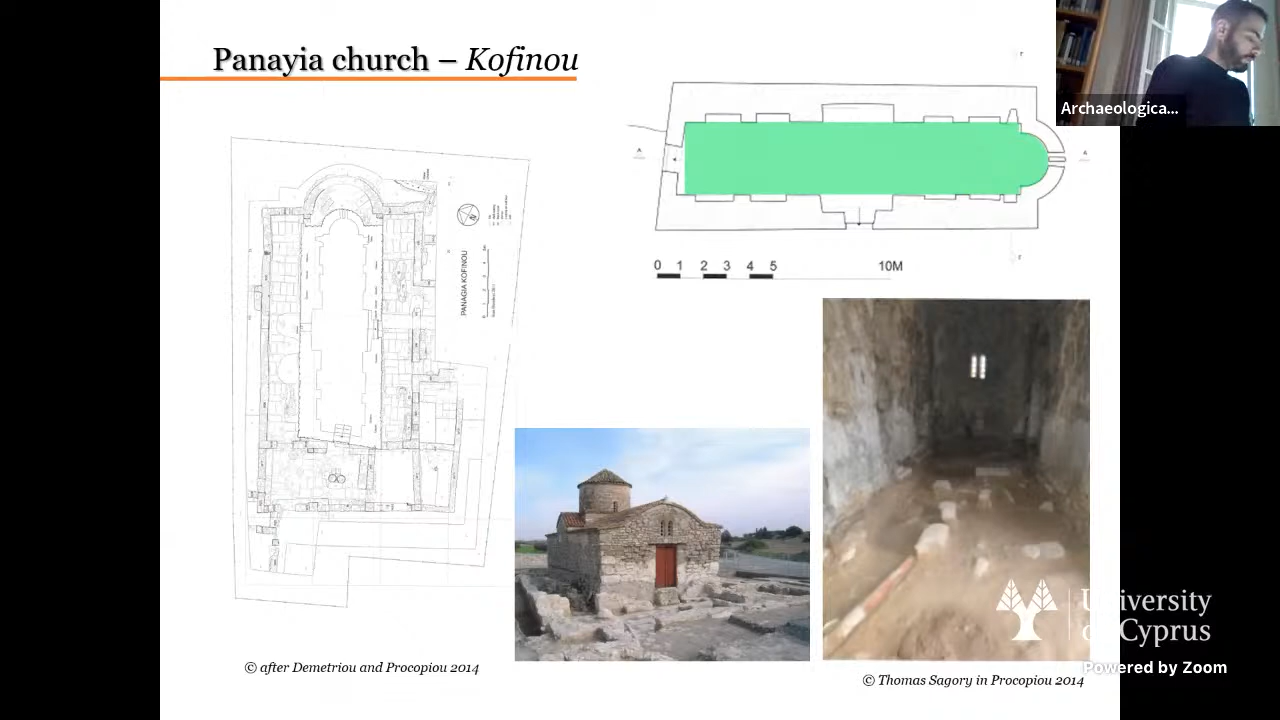 Panayia church – Kofinou
Archaeologica...
PANAGIA KOFINOU
0 1 2 3 4 5 10M
© after Demetriou and Procopiou 2014
© Thomas Sagory in Procopiou 2014
University
of Cyprus
Powered by Zoom